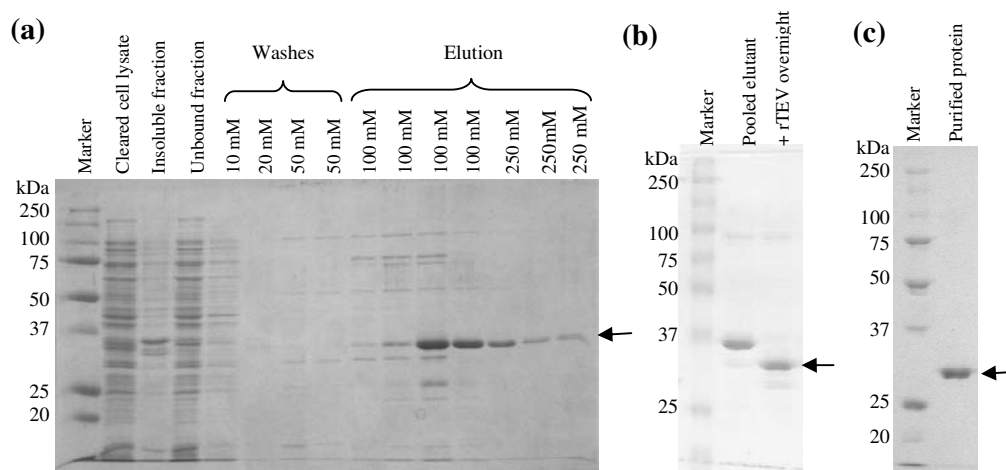 (a)
Washes
Elution
Marker
Cleared cell lysate
Insoluble fraction
Unbound fraction
10 mM
20 mM
50 mM
50 mM
100 mM
100 mM
100 mM
100 mM
250 mM
250mM
250 mM
kDa
250
100
75
50
37
25
20
(b)
Marker
Pooled elutant
+ rTEV overnight
kDa
250
100
75
50
37
25
(c)
Marker
Purified protein
kDa
250
100
75
50
37
25
20